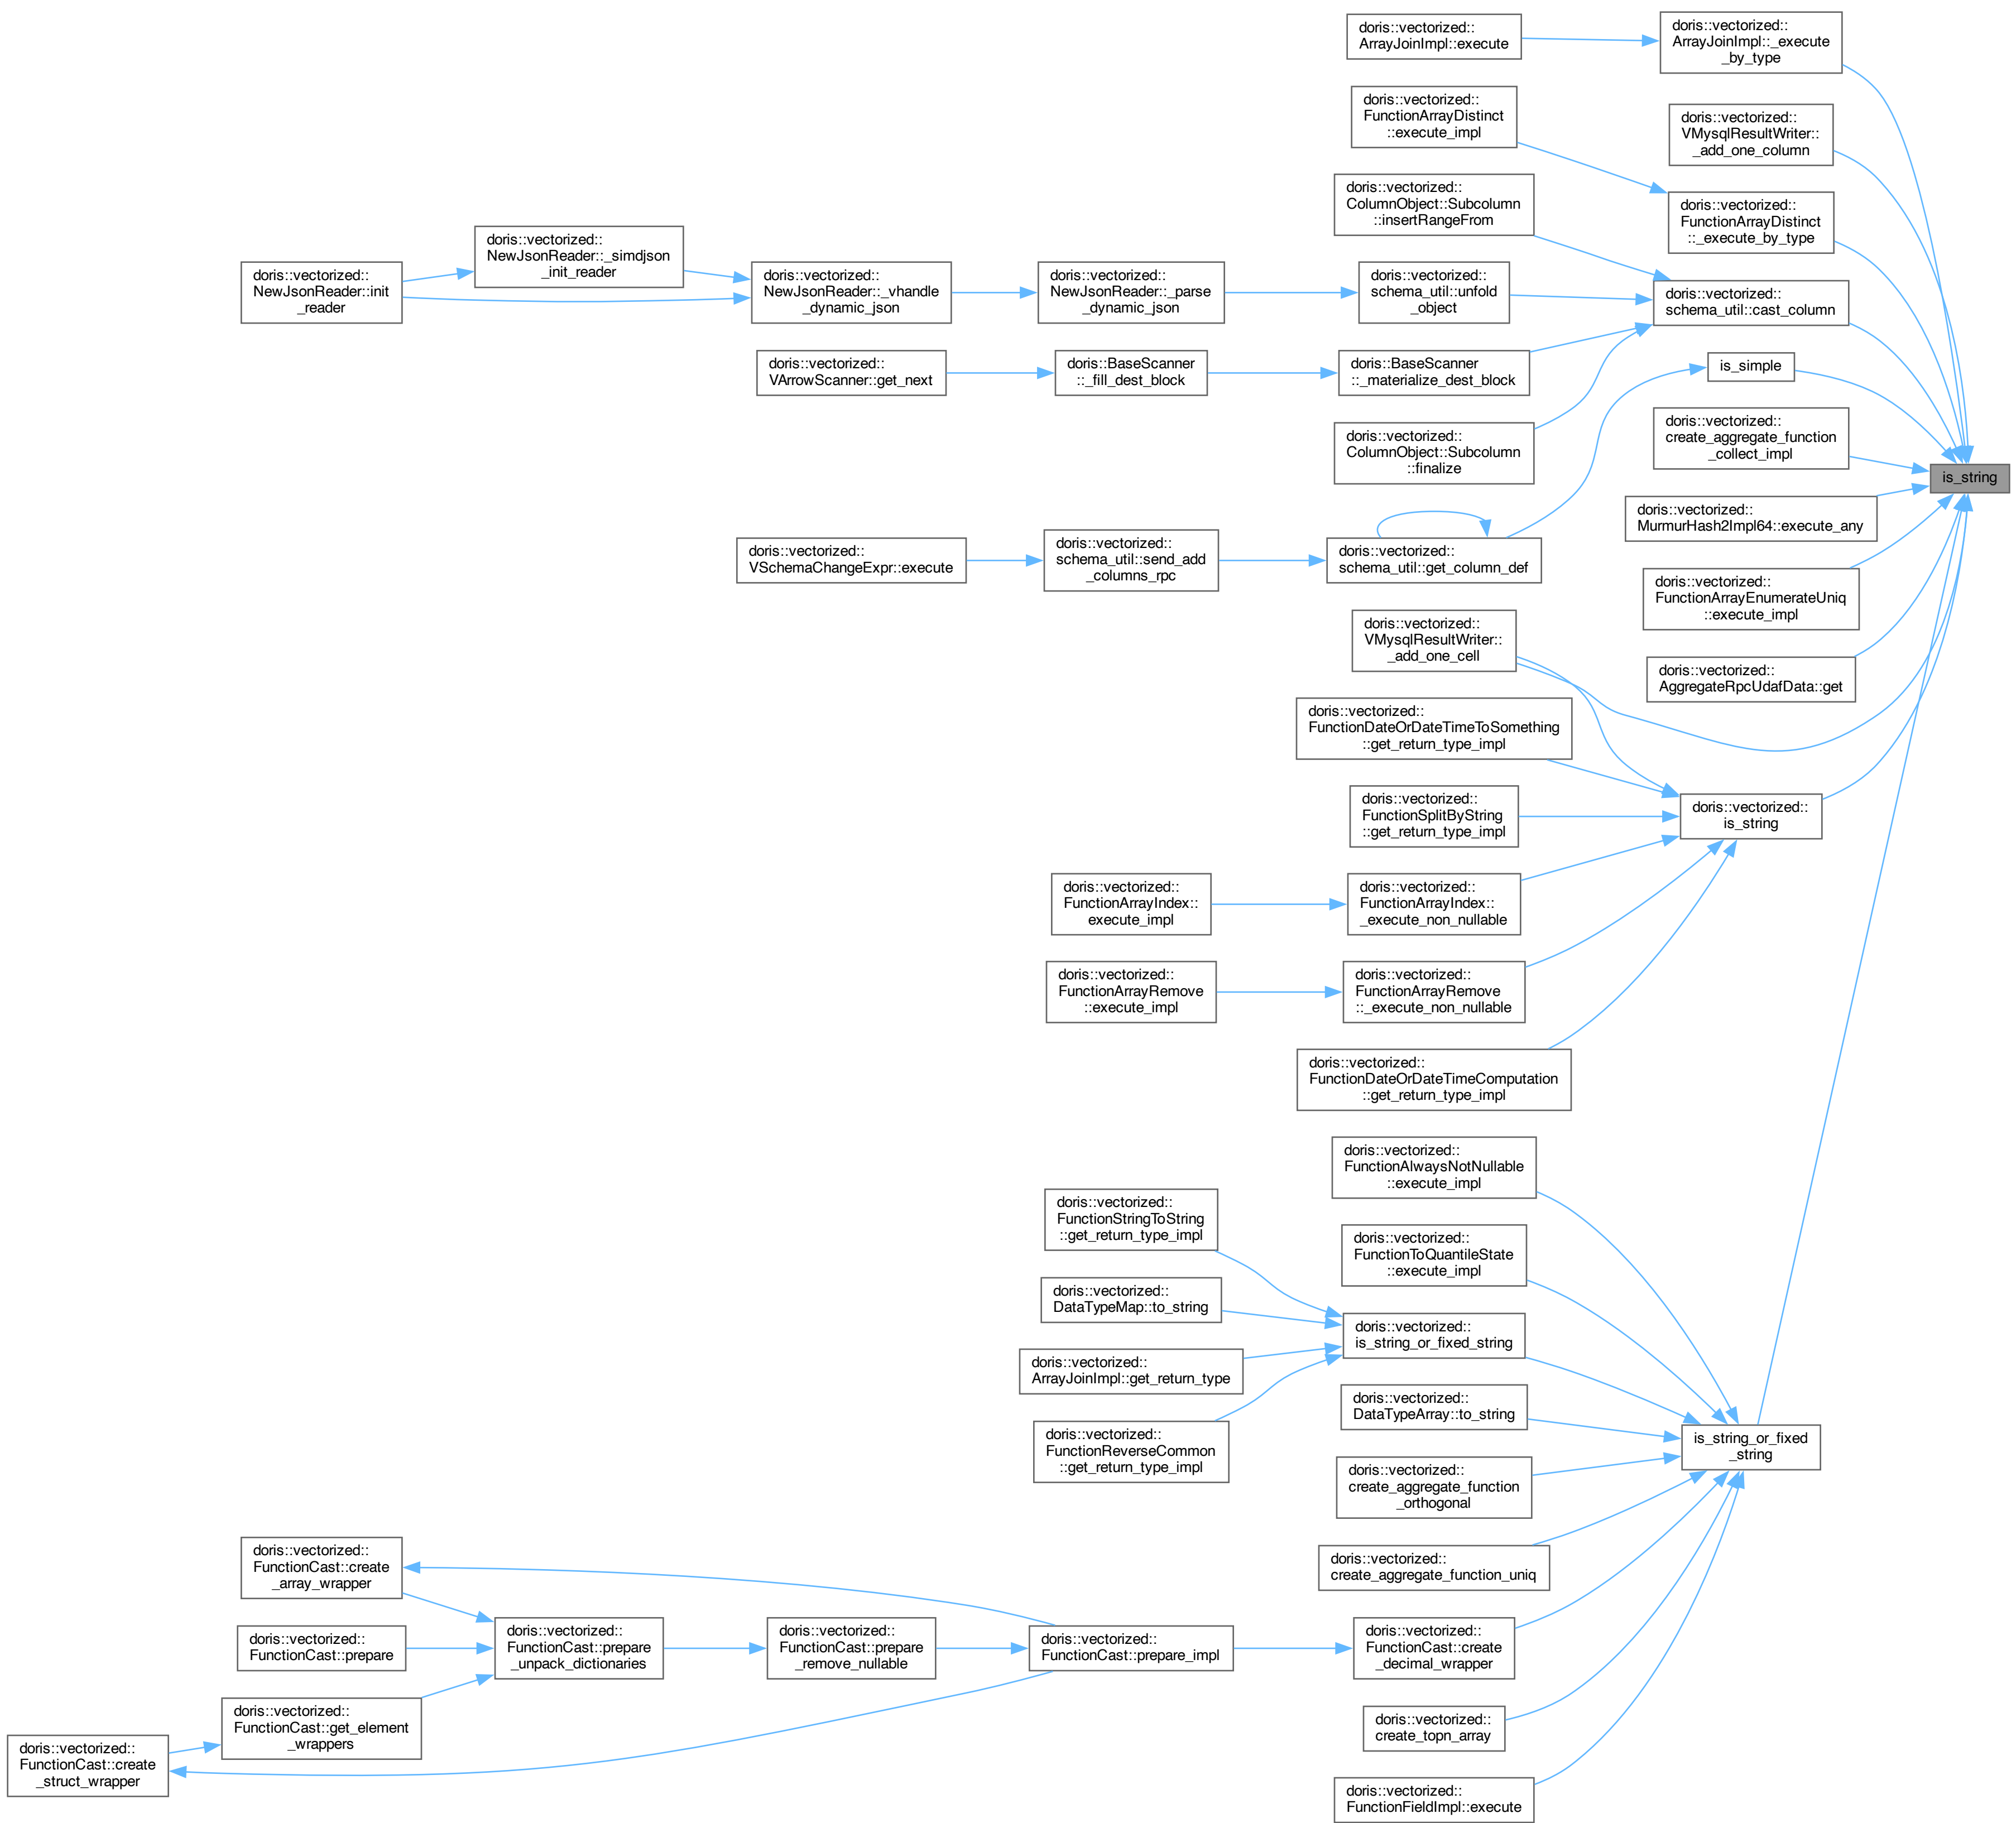 doris::vectorized::
ArrayJoinImpl::execute
doris::vectorized::
ArrayJoinImpl::_execute
_by_type
doris::vectorized::
FunctionArrayDistinct
::execute_impl
doris::vectorized::
VMysqlResultWriter::
_add_one_column
doris::vectorized::
ColumnObject::Subcolumn
::insertRangeFrom
doris::vectorized::
FunctionArrayDistinct
::_execute_by_type
doris::vectorized::
NewJsonReader::init
_reader
doris::vectorized::
NewJsonReader::_simdjson
_init_reader
doris::vectorized::
NewJsonReader::_vhandle
_dynamic_json
doris::vectorized::
NewJsonReader::_parse
_dynamic_json
doris::vectorized::
schema_util::unfold
_object
doris::vectorized::
schema_util::cast_column
doris::vectorized::
VArrowScanner::get_next
doris::BaseScanner
::_fill_dest_block
doris::BaseScanner
::_materialize_dest_block
is_simple
doris::vectorized::
ColumnObject::Subcolumn
::finalize
doris::vectorized::
create_aggregate_function
_collect_impl
is_string
doris::vectorized::
MurmurHash2Impl64::execute_any
doris::vectorized::
VSchemaChangeExpr::execute
doris::vectorized::
schema_util::send_add
_columns_rpc
doris::vectorized::
schema_util::get_column_def
doris::vectorized::
FunctionArrayEnumerateUniq
::execute_impl
doris::vectorized::
VMysqlResultWriter::
_add_one_cell
doris::vectorized::
AggregateRpcUdafData::get
doris::vectorized::
FunctionDateOrDateTimeToSomething
::get_return_type_impl
doris::vectorized::
FunctionSplitByString
::get_return_type_impl
doris::vectorized::
is_string
doris::vectorized::
FunctionArrayIndex::
execute_impl
doris::vectorized::
FunctionArrayIndex::
_execute_non_nullable
doris::vectorized::
FunctionArrayRemove
::execute_impl
doris::vectorized::
FunctionArrayRemove
::_execute_non_nullable
doris::vectorized::
FunctionDateOrDateTimeComputation
::get_return_type_impl
doris::vectorized::
FunctionAlwaysNotNullable
::execute_impl
doris::vectorized::
FunctionStringToString
::get_return_type_impl
doris::vectorized::
FunctionToQuantileState
::execute_impl
doris::vectorized::
DataTypeMap::to_string
doris::vectorized::
is_string_or_fixed_string
doris::vectorized::
ArrayJoinImpl::get_return_type
doris::vectorized::
DataTypeArray::to_string
doris::vectorized::
FunctionReverseCommon
::get_return_type_impl
is_string_or_fixed
_string
doris::vectorized::
create_aggregate_function
_orthogonal
doris::vectorized::
create_aggregate_function_uniq
doris::vectorized::
FunctionCast::create
_array_wrapper
doris::vectorized::
FunctionCast::prepare
doris::vectorized::
FunctionCast::prepare
_unpack_dictionaries
doris::vectorized::
FunctionCast::prepare
_remove_nullable
doris::vectorized::
FunctionCast::prepare_impl
doris::vectorized::
FunctionCast::create
_decimal_wrapper
doris::vectorized::
FunctionCast::get_element
_wrappers
doris::vectorized::
create_topn_array
doris::vectorized::
FunctionCast::create
_struct_wrapper
doris::vectorized::
FunctionFieldImpl::execute